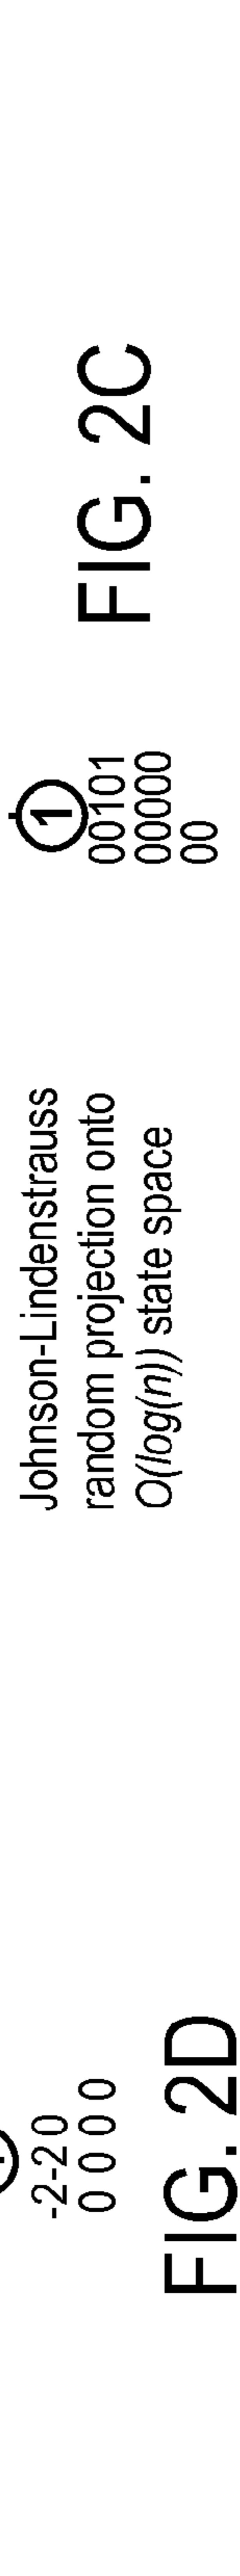 -2-2 0
0 0 0 0
FIG. 2D
Johnson-Lindenstrauss
random projection onto
O(log(n)) state space
1
00101
00000
00
FIG. 2C